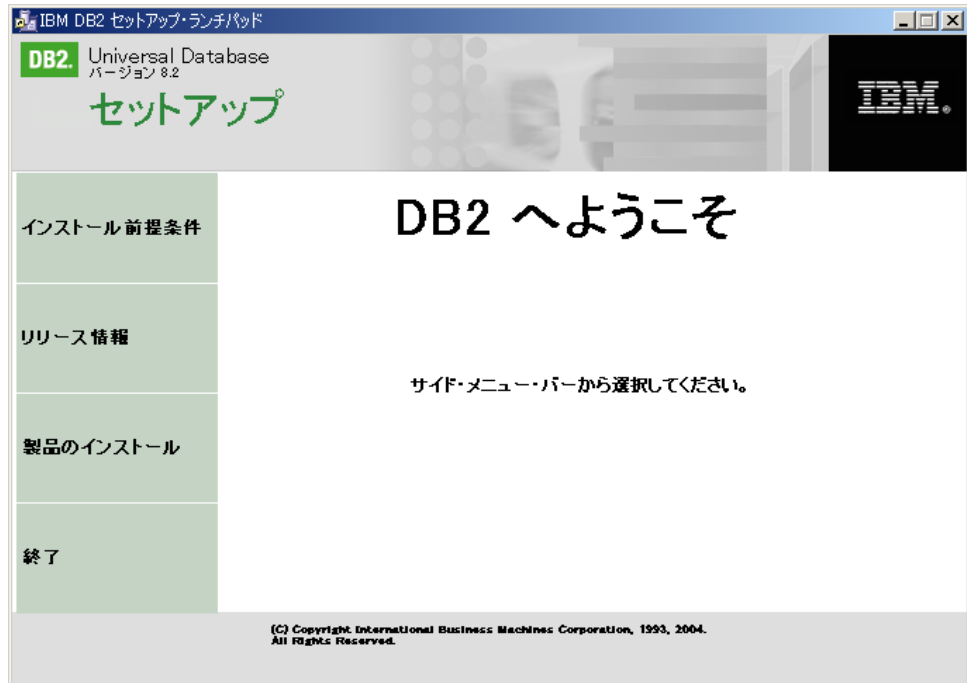 IBM DB2 セットアップ・ランチパッド
DB2. Universal Database
バージョン 8.2
セットアップ
IBM.
インストール前提条件
リリース情報
製品のインストール
終了
DB2 へようこそ
サイド・メニュー・バーから選択してください。
(C) Copyright International Business Machines Corporation, 1993, 2004.
All Rights Reserved.